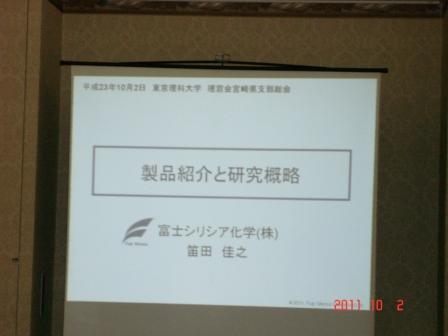 平成23年10月2日 東京理科大学 理窓会宮崎県支部総会
製品紹介と研究概略
富士シリシア化学(株)
Fuji Silysia
笛田 佳之
2011 10 2